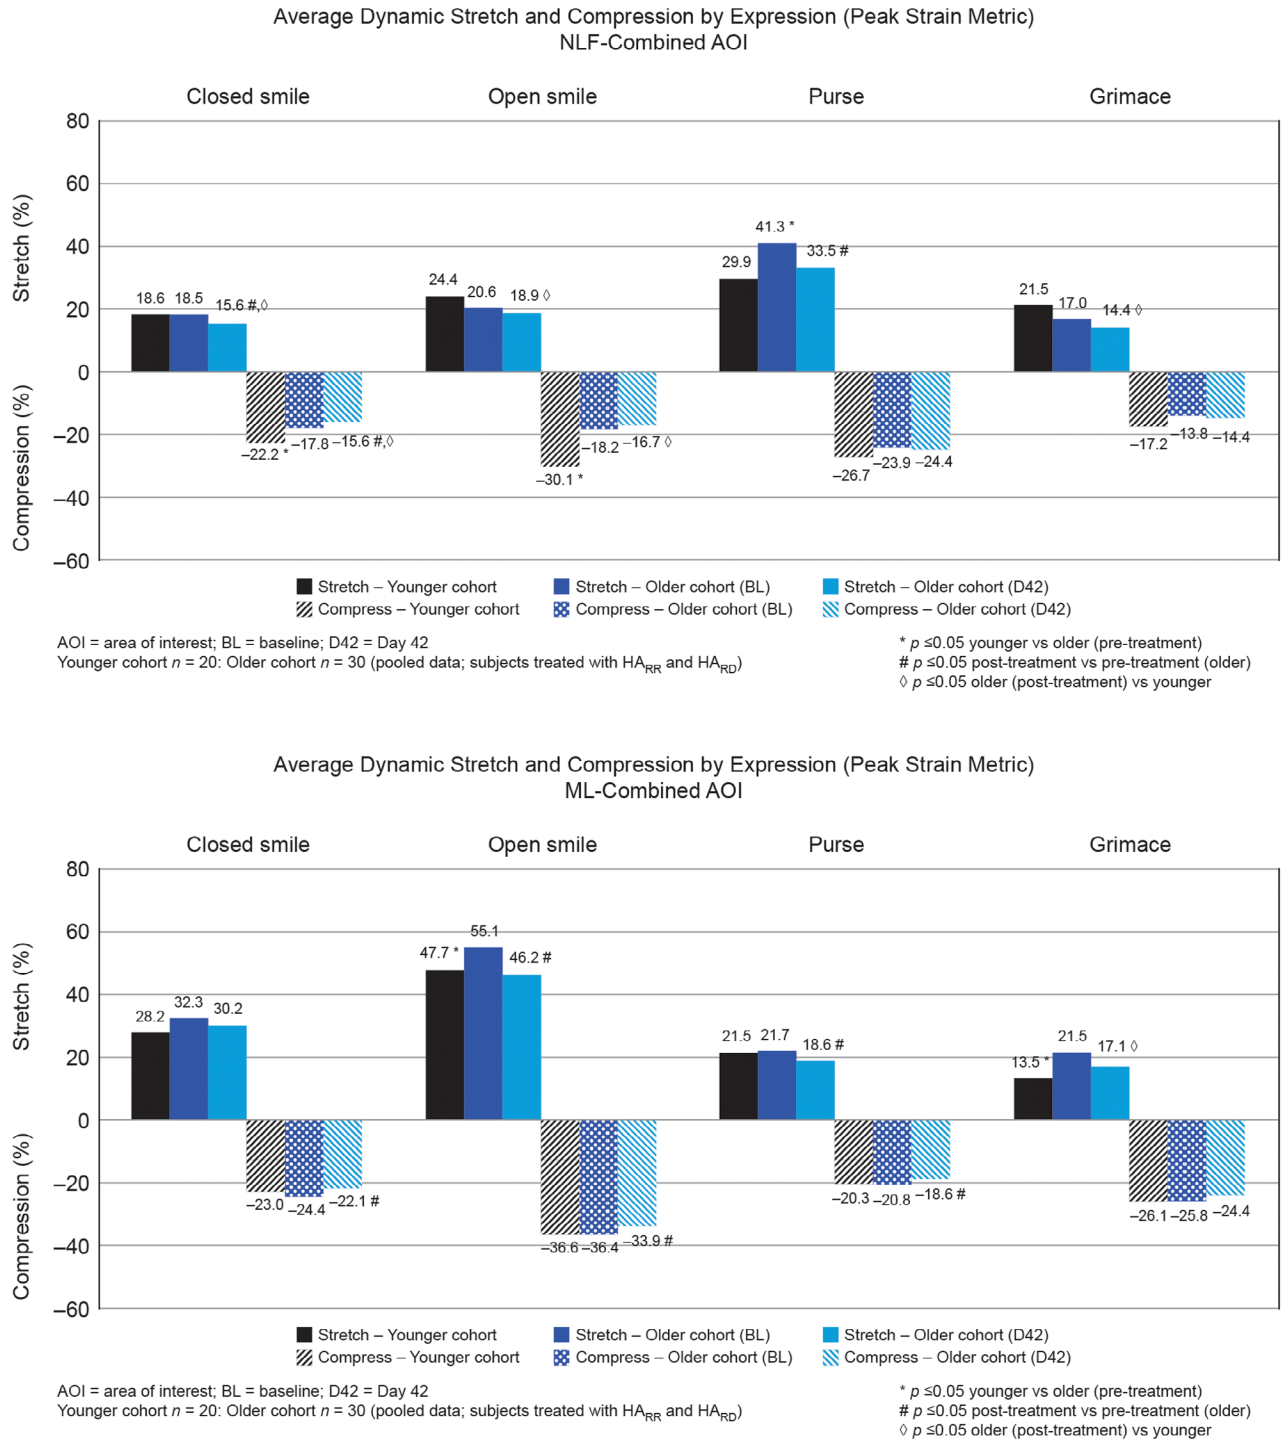 Average Dynamic Stretch and Compression by Expression (Peak Strain Metric)
NLF-Combined AOI
Closed smile Open smile Purse Grimace
80
60
40
20
0
–20
–40
–60
Stretch (%)
Compression (%)
18.6 18.5 15.6 #,◊
–22.2 * –17.8 –15.6 #,◊
24.4 20.6 18.9 ◊
–30.1 * –18.2 –16.7 ◊
29.9 41.3 * 33.5 #
–26.7 –23.9 –24.4
21.5 17.0 14.4 ◊
–17.2 –13.8 –14.4
Stretch – Younger cohort Stretch – Older cohort (BL) Stretch – Older cohort (D42)
Compress – Younger cohort Compress – Older cohort (BL) Compress – Older cohort (D42)
AOI = area of interest; BL = baseline; D42 = Day 42
Younger cohort n = 20: Older cohort n = 30 (pooled data; subjects treated with HARR and HARD)
* p ≤0.05 younger vs older (pre-treatment)
# p ≤0.05 post-treatment vs pre-treatment (older)
◊ p ≤0.05 older (post-treatment) vs younger
Average Dynamic Stretch and Compression by Expression (Peak Strain Metric)
ML-Combined AOI
Closed smile Open smile Purse Grimace
80
60
40
20
0
–20
–40
–60
Stretch (%)
Compression (%)
28.2 32.3 30.2
–23.0 –24.4 –22.1 #
47.7 * 55.1 46.2 #
–36.6 –36.4 –33.9 #
21.5 21.7 18.6 #
–20.3 –20.8 –18.6 #
13.5 * 21.5 17.1 ◊
–26.1 –25.8 –24.4
Stretch – Younger cohort Stretch – Older cohort (BL) Stretch – Older cohort (D42)
Compress – Younger cohort Compress – Older cohort (BL) Compress – Older cohort (D42)
AOI = area of interest; BL = baseline; D42 = Day 42
Younger cohort n = 20: Older cohort n = 30 (pooled data; subjects treated with HARR and HARD)
* p ≤0.05 younger vs older (pre-treatment)
# p ≤0.05 post-treatment vs pre-treatment (older)
◊ p ≤0.05 older (post-treatment) vs younger